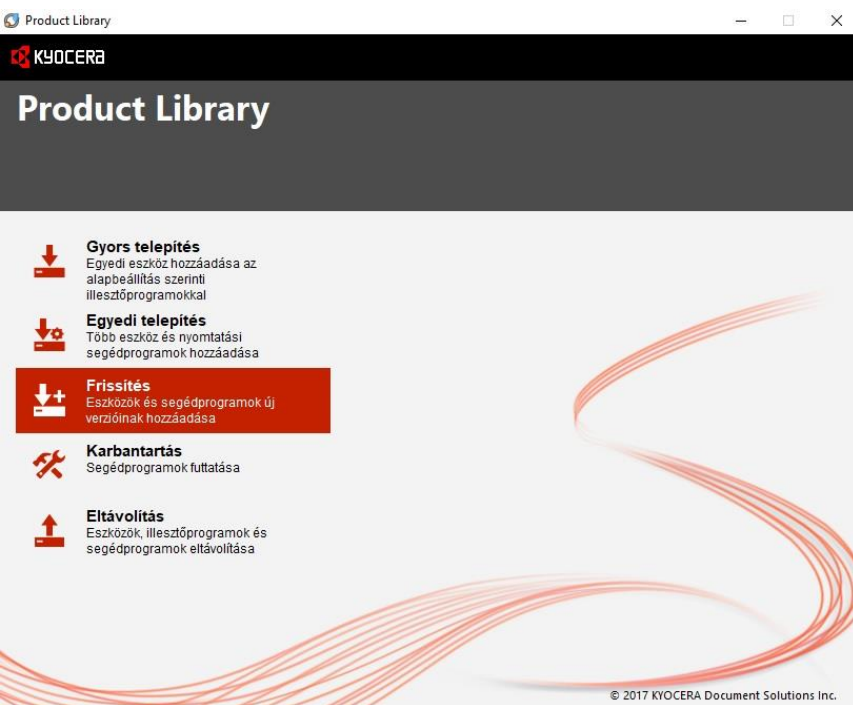 Product Library
KYOCERA
Product Library
Gyors telepítés
Egyedi eszköz hozzáadása az
alapbeállítás szerinti
illesztőprogramokkal
Egyedi telepítés
Több eszköz és nyomtatási
segédprogramok hozzáadása
Frissítés
Eszközök és segédprogramok új
verzióinak hozzáadása
Karbantartás
Segédprogramok futtatása
Eltávolítás
Eszközök, illesztőprogramok és
segédprogramok eltávolítása
© 2017 KYOCERA Document Solutions Inc.